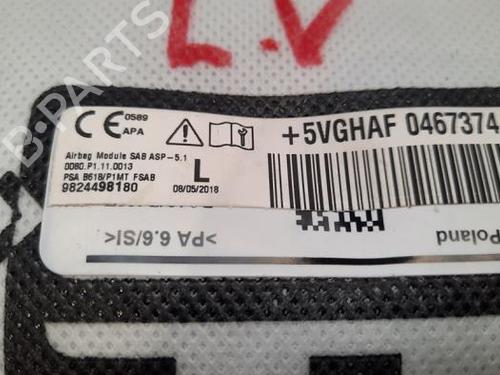 L.V
CE 0589
APA
+5VGHAF 0467374
Airbag Module SAB ASP-5.1
0080.P1.11.0013
PSA B618/P1MT FSAB
9824498180
L
08/05/2018
Poland
>PA 6.6/SI<
B-PARTS